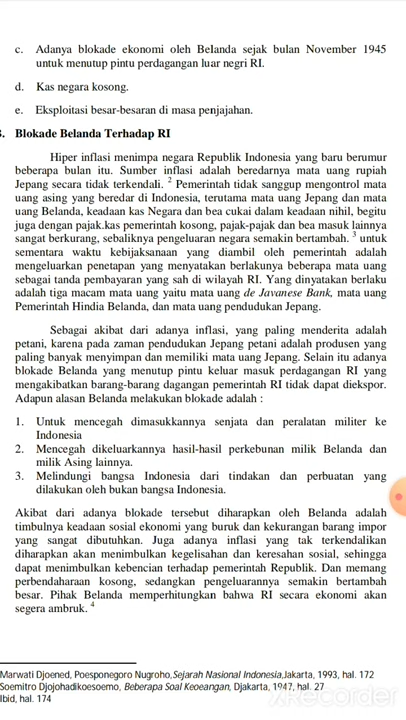 c. Adanya blokade ekonomi oleh Belanda sejak bulan November 1945
untuk menutup pintu perdagangan luar negri RI.
d. Kas negara kosong.
e. Eksploitasi besar-besaran di masa penjajahan.
3. Blokade Belanda Terhadap RI
Hiper inflasi menimpa negara Republik Indonesia yang baru berumur
beberapa bulan itu. Sumber inflasi adalah beredarnya mata uang rupiah
Jepang secara tidak terkendali. 2 Pemerintah tidak sanggup mengontrol mata
uang asing yang beredar di Indonesia, terutama mata uang Jepang dan mata
uang Belanda, keadaan kas Negara dan bea cukai dalam keadaan nihil, begitu
juga dengan pajak.kas pemerintah kosong, pajak-pajak dan bea masuk lainnya
sangat berkurang, sebaliknya pengeluaran negara semakin bertambah. 3 untuk
sementara waktu kebijaksanaan yang diambil oleh pemerintah adalah
mengeluarkan penetapan yang menyatakan berlakunya beberapa mata uang
sebagai tanda pembayaran yang sah di wilayah RI. Yang dinyatakan berlaku
adalah tiga macam mata uang yaitu mata uang de Javanese Bank, mata uang
Pemerintah Hindia Belanda, dan mata uang pendudukan Jepang.
Sebagai akibat dari adanya inflasi, yang paling menderita adalah
petani, karena pada zaman pendudukan Jepang petani adalah produsen yang
paling banyak menyimpan dan memiliki mata uang Jepang. Selain itu adanya
blokade Belanda yang menutup pintu keluar masuk perdagangan RI yang
mengakibatkan barang-barang dagangan pemerintah RI tidak dapat diekspor.
Adapun alasan Belanda melakukan blokade adalah :
1. Untuk mencegah dimasukkannya senjata dan peralatan militer ke
Indonesia
2. Mencegah dikeluarkannya hasil-hasil perkebunan milik Belanda dan
milik Asing lainnya.
3. Melindungi bangsa Indonesia dari tindakan dan perbuatan yang
dilakukan oleh bukan bangsa Indonesia.
Akibat dari adanya blokade tersebut diharapkan oleh Belanda adalah
timbulnya keadaan sosial ekonomi yang buruk dan kekurangan barang impor
yang sangat dibutuhkan. Juga adanya inflasi yang tak terkendalikan
diharapkan akan menimbulkan kegelisahan dan keresahan sosial, sehingga
dapat menimbulkan kebencian terhadap pemerintah Republik. Dan memang
perbendaharaan kosong, sedangkan pengeluarannya semakin bertambah
besar. Pihak Belanda memperhitungkan bahwa RI secara ekonomi akan
segera ambruk. 4
Marwati Djoened, Poesponegoro Nugroho,Sejarah Nasional Indonesia,Jakarta, 1993, hal. 172
Soemitro Djojohadikoesoemo, Beberapa Soal Keoeangan, Djakarta, 1947, hal. 27
Ibid, hal. 174
XRecorder